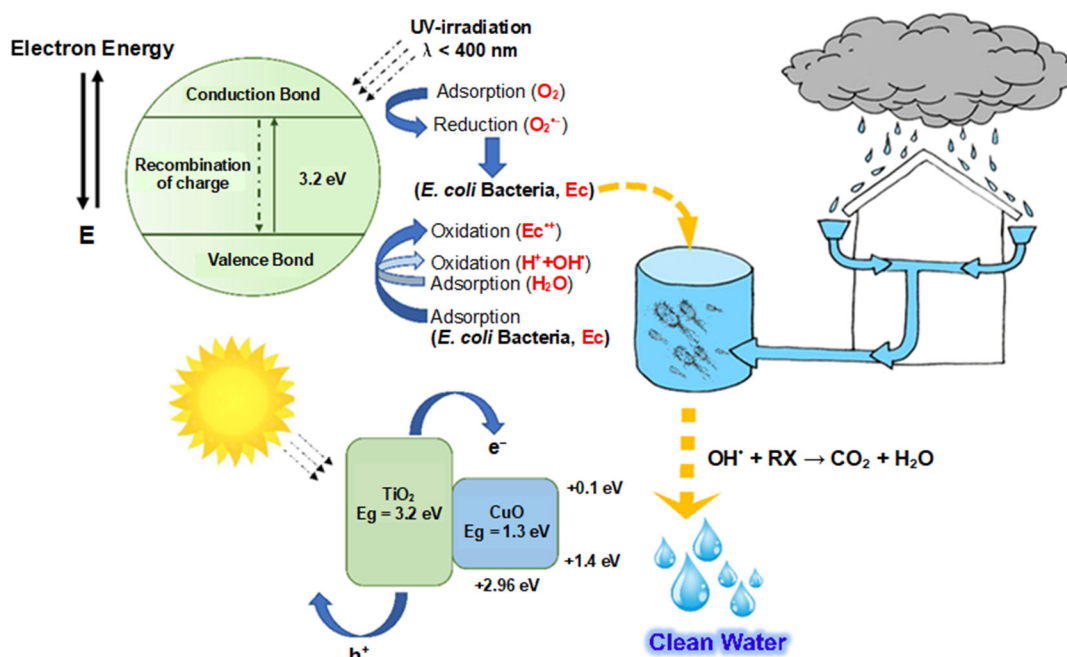 UV-irradiation
λ < 400 nm
Electron Energy
E
Conduction Bond
Recombination
of charge
3.2 eV
Valence Bond
Adsorption (O₂)
Reduction (O₂•−)
(E. coli Bacteria, Ec)
Oxidation (Ec•+)
Oxidation (H⁺+OH•)
Adsorption (H₂O)
Adsorption
(E. coli Bacteria, Ec)
e⁻
TiO₂
Eg = 3.2 eV
CuO
Eg = 1.3 eV
+0.1 eV
+1.4 eV
+2.96 eV
h⁺
OH• + RX → CO₂ + H₂O
Clean Water